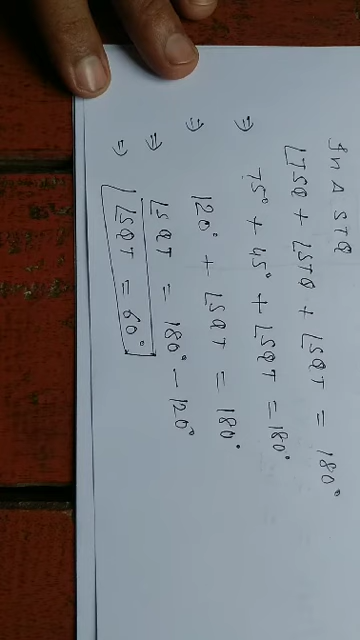 In Δ STQ
∠TSQ + ∠STQ + ∠SQT = 180°
⇒ 75° + 45° + ∠SQT = 180°
⇒ 120° + ∠SQT = 180°
⇒ ∠SQT = 180° - 120°
⇒ ∠SQT = 60°